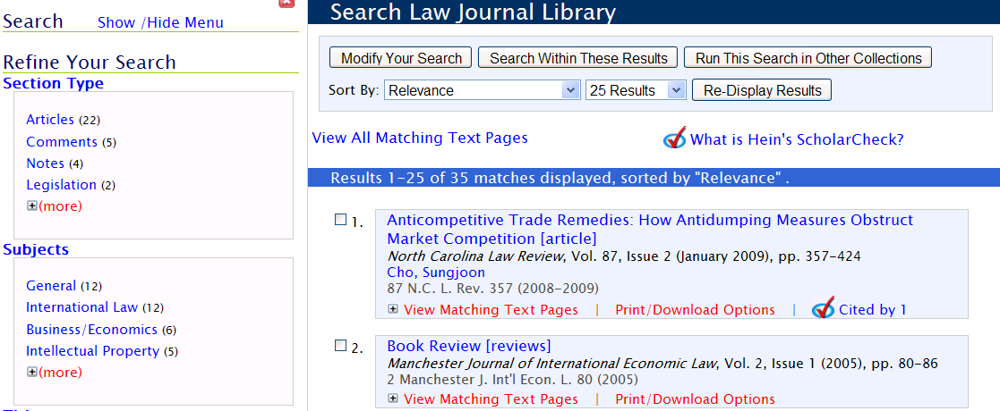 Search Show /Hide Menu
Refine Your Search
Section Type
Articles (22)
Comments (5)
Notes (4)
Legislation (2)
(more)
Subjects
General (12)
International Law (12)
Business/Economics (6)
Intellectual Property (5)
(more)
Search Law Journal Library
Modify Your Search Search Within These Results Run This Search in Other Collections
Sort By: Relevance 25 Results Re-Display Results
View All Matching Text Pages What is Hein's ScholarCheck?
Results 1-25 of 35 matches displayed, sorted by "Relevance" .
1. Anticompetitive Trade Remedies: How Antidumping Measures Obstruct
Market Competition [article]
North Carolina Law Review, Vol. 87, Issue 2 (January 2009), pp. 357-424
Cho, Sungjoon
87 N.C. L. Rev. 357 (2008-2009)
View Matching Text Pages | Print/Download Options | Cited by 1
2. Book Review [reviews]
Manchester Journal of International Economic Law, Vol. 2, Issue 1 (2005), pp. 80-86
2 Manchester J. Int'l Econ. L. 80 (2005)
View Matching Text Pages | Print/Download Options